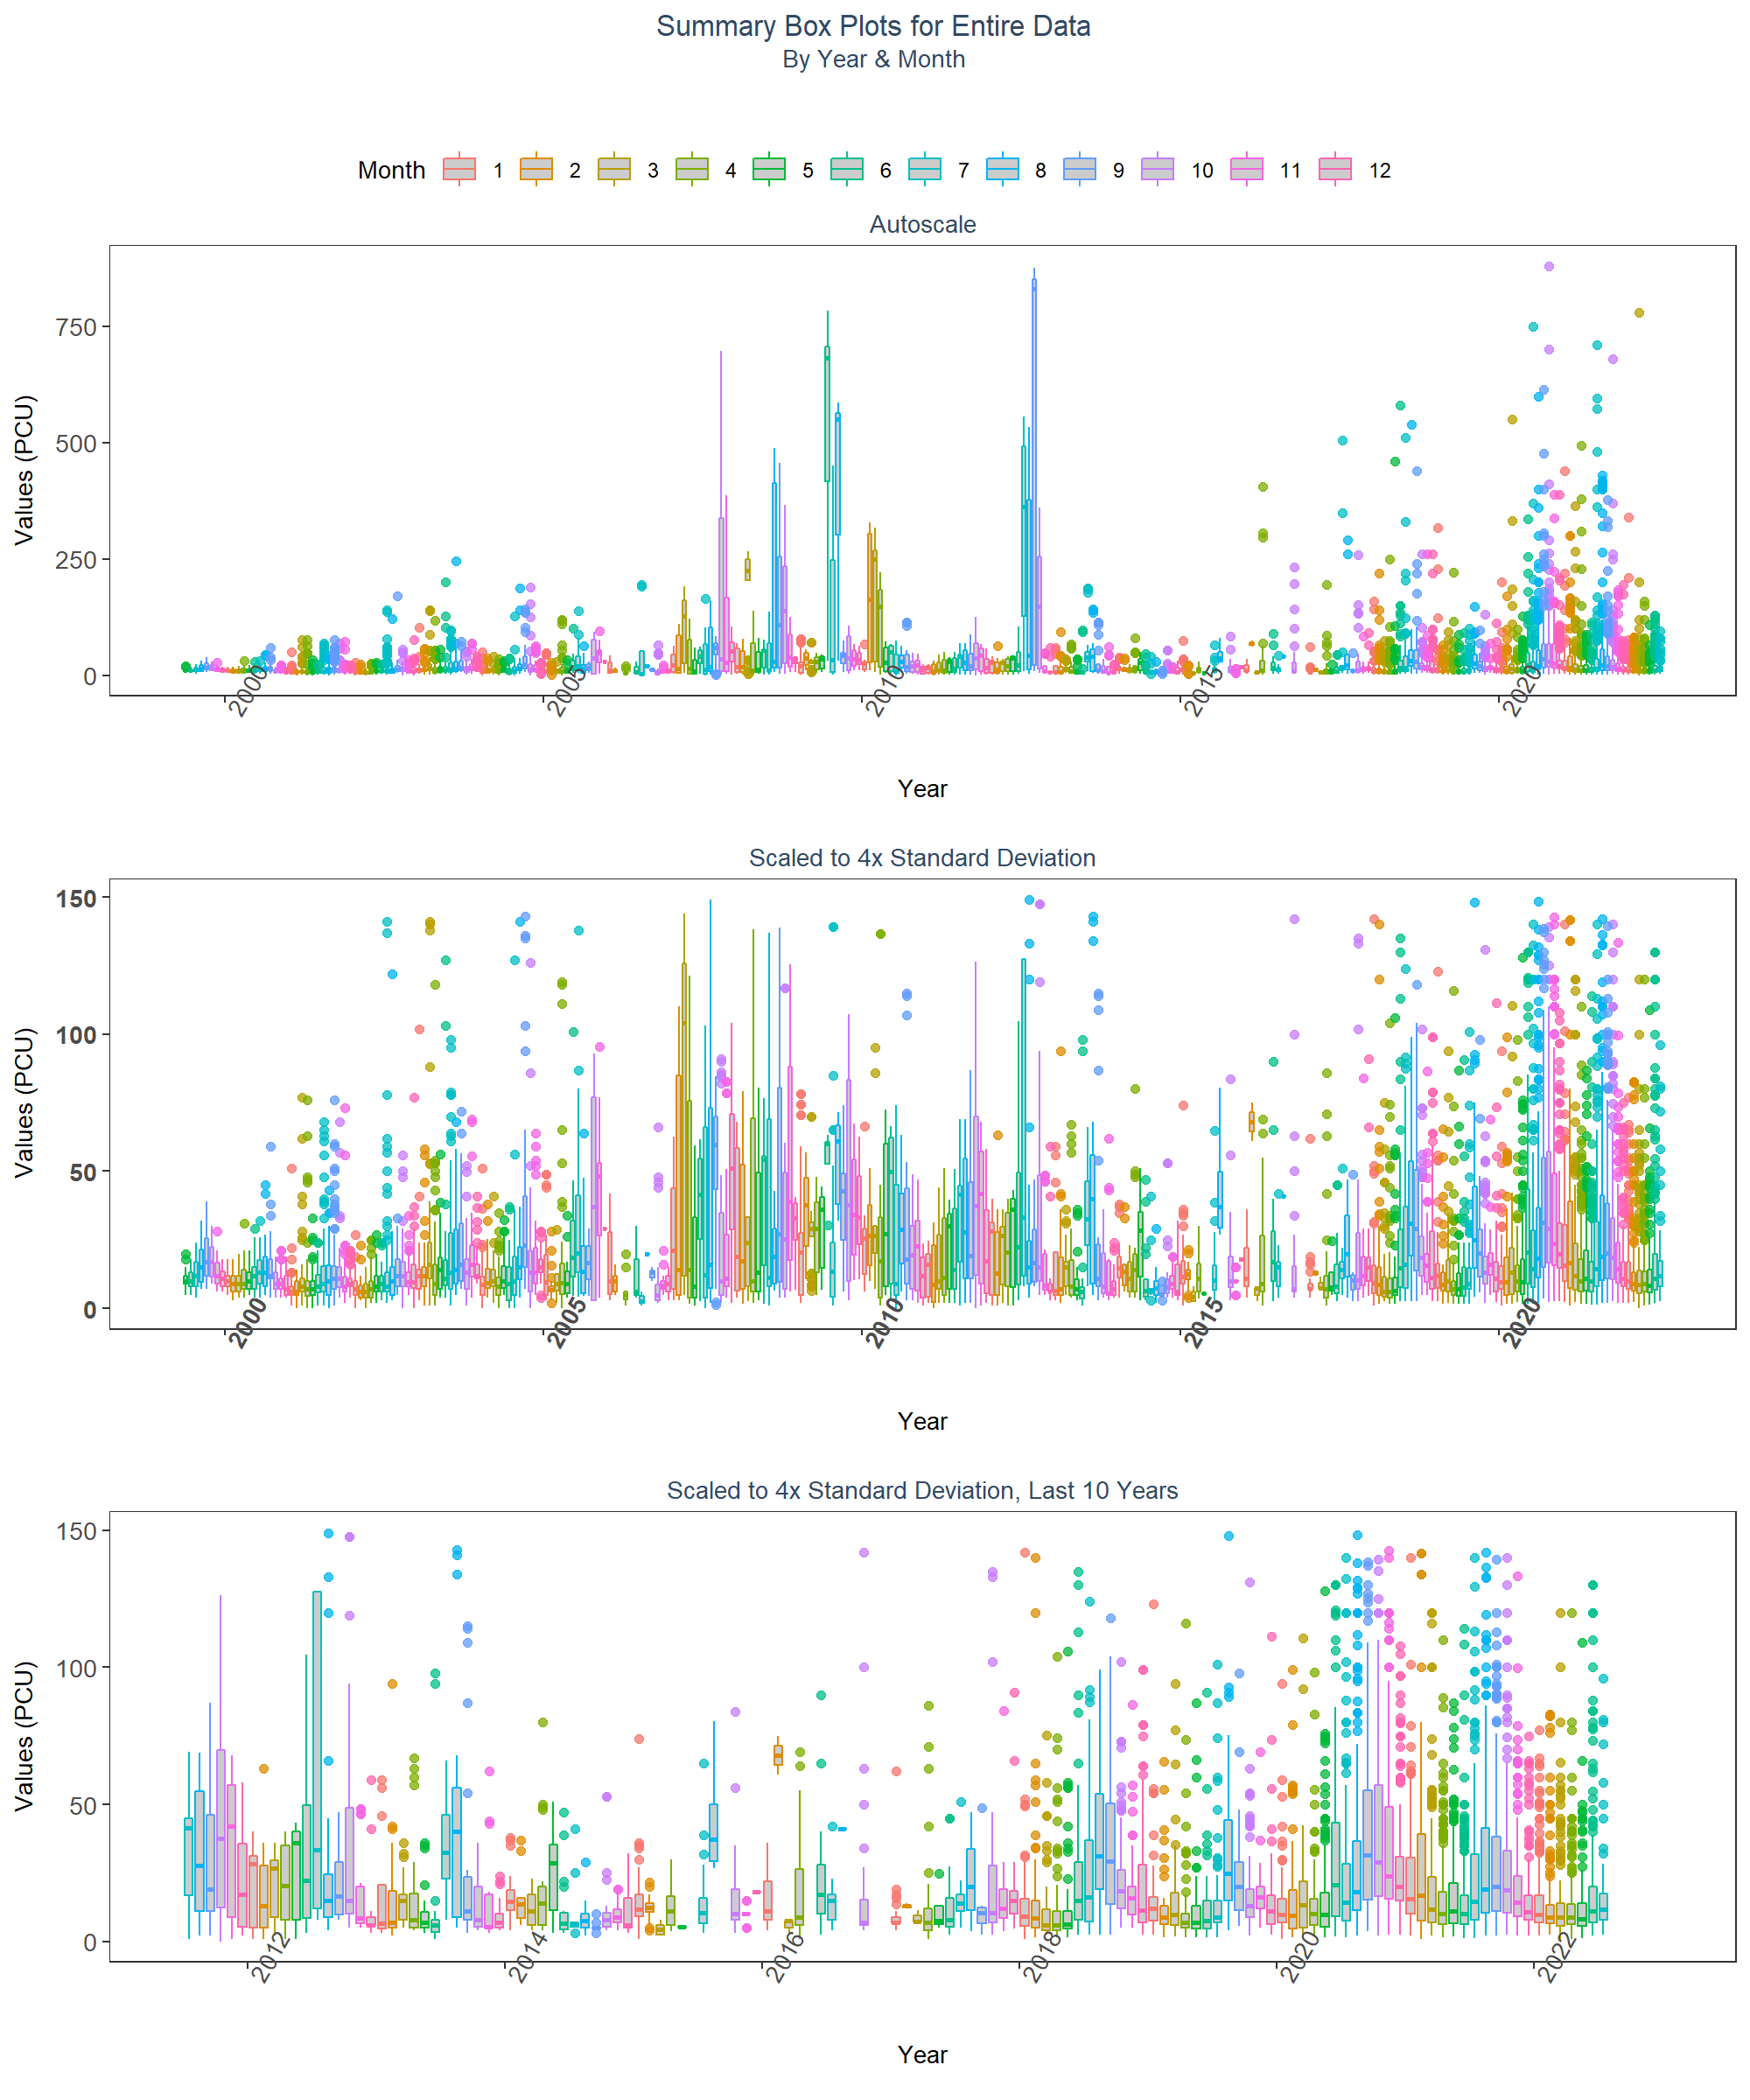 Summary Box Plots for Entire Data
By Year & Month
Month 1 2 3 4 5 6 7 8 9 10 11 12
Autoscale
Values (PCU)
750
500
250
0
2000 2005 2010 2015 2020
Year
Scaled to 4x Standard Deviation
Values (PCU)
150
100
50
0
2000 2005 2010 2015 2020
Year
Scaled to 4x Standard Deviation, Last 10 Years
Values (PCU)
150
100
50
0
2012 2014 2016 2018 2020 2022
Year